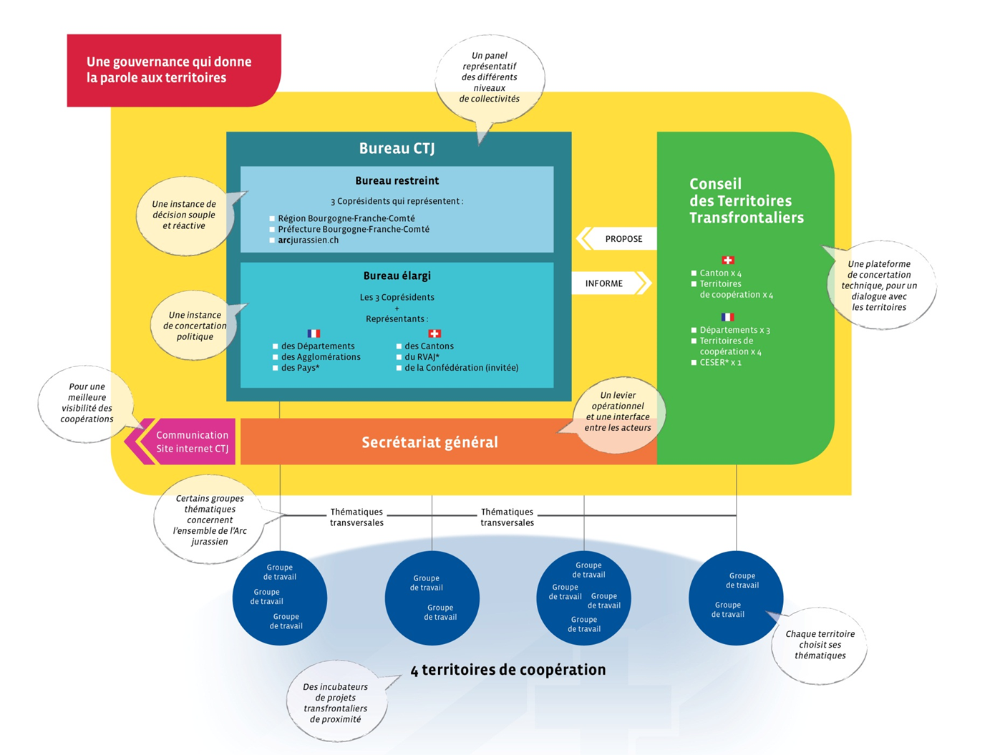 Une gouvernance qui donne
la parole aux territoires
Un panel
représentatif
des différents
niveaux
de collectivités
Bureau CTJ
Bureau restreint
3 Coprésidents qui représentent :
Région Bourgogne-Franche-Comté
Préfecture Bourgogne-Franche-Comté
arcjurassien.ch
Une instance de
décision souple
et réactive
Bureau élargi
Les 3 Coprésidents
+
Représentants :
des Départements
des Agglomérations
des Pays*
des Cantons
du RVAJ*
de la Confédération (invitée)
Une instance
de concertation
politique
PROPOSE
INFORME
Conseil
des Territoires
Transfrontaliers
Canton x 4
Territoires
de coopération x 4
Départements x 3
Territoires de
coopération x 4
CESER* x 1
Une plateforme
de concertation
technique, pour un
dialogue avec
les territoires
Pour une
meilleure
visibilité des
coopérations
Communication
Site internet CTJ
Secrétariat général
Un levier
opérationnel
et une interface
entre les acteurs
Certains groupes
thématiques
concernent
l'ensemble de l'Arc
jurassien
Thématiques
transversales
Thématiques
transversales
Groupe
de travail
Groupe
de travail
Groupe
de travail
Groupe
de travail
Groupe
de travail
Groupe
de travail
Groupe
de travail
Groupe
de travail
Groupe
de travail
Groupe
de travail
Groupe
de travail
Chaque territoire
choisit ses
thématiques
4 territoires de coopération
Des incubateurs
de projets
transfrontaliers
de proximité